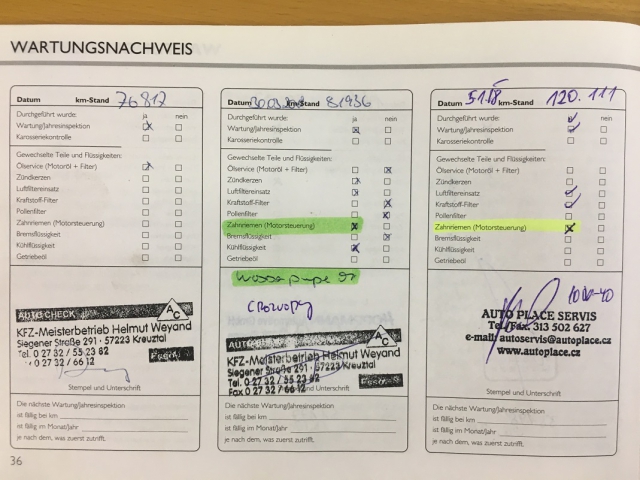 WARTUNGSNACHWEIS
Datum km-Stand 76 817
Durchgeführt wurde: ja nein
Wartung/Jahresinspektion
Karosseriekontrolle
Gewechselte Teile und Flüssigkeiten:
Ölservice (Motoröl + Filter)
Zündkerzen
Luftfiltereinsatz
Kraftstoff-Filter
Pollenfilter
Zahnriemen (Motorsteuerung)
Bremsflüssigkeit
Kühlflüssigkeit
Getriebeöl
AUTO CHECK AC
KFZ-Meisterbetrieb Helmut Weyand
Siegener Straße 291 · 57223 Kreuztal
Tel. 0 27 32 / 55 23 82
27 32 / 66 12
Stempel und Unterschrift
Die nächste Wartung/Jahresinspektion
ist fällig bei km
ist fällig im Monat/Jahr
je nach dem, was zuerst zutrifft.
36
Datum km-Stand 81936
Durchgeführt wurde: ja nein
Wartung/Jahresinspektion
Karosseriekontrolle
Gewechselte Teile und Flüssigkeiten:
Ölservice (Motoröl + Filter)
Zündkerzen
Luftfiltereinsatz
Kraftstoff-Filter
Pollenfilter
Zahnriemen (Motorsteuerung)
Bremsflüssigkeit
Kühlflüssigkeit
Getriebeöl
AC
KFZ-Meisterbetrieb Helmut Weyand
Siegener Straße 291 · 57223 Kreuztal
Tel. 0 27 32 / 55 23 82
Fax 0 27 32 / 66 12
und Unterschrift
Die nächste Wartung/Jahresinspektion
ist fällig bei km
ist fällig im Monat/Jahr
je nach dem, was zuerst zutrifft.
Datum 5.1.18 km-Stand 120.111
Durchgeführt wurde: ja nein
Wartung/Jahresinspektion
Karosseriekontrolle
Gewechselte Teile und Flüssigkeiten:
Ölservice (Motoröl + Filter)
Zündkerzen
Luftfiltereinsatz
Kraftstoff-Filter
Pollenfilter
Zahnriemen (Motorsteuerung)
Bremsflüssigkeit
Kühlflüssigkeit
Getriebeöl
10W-40
AUTO PLACE SERVIS
Tel./Fax. 313 502 627
e-mail: autoservis@autoplace.cz
www.autoplace.cz
Stempel und Unterschrift
Die nächste Wartung/Jahresinspektion
ist fällig bei km
ist fällig im Monat/Jahr
je nach dem, was zuerst zutrifft.